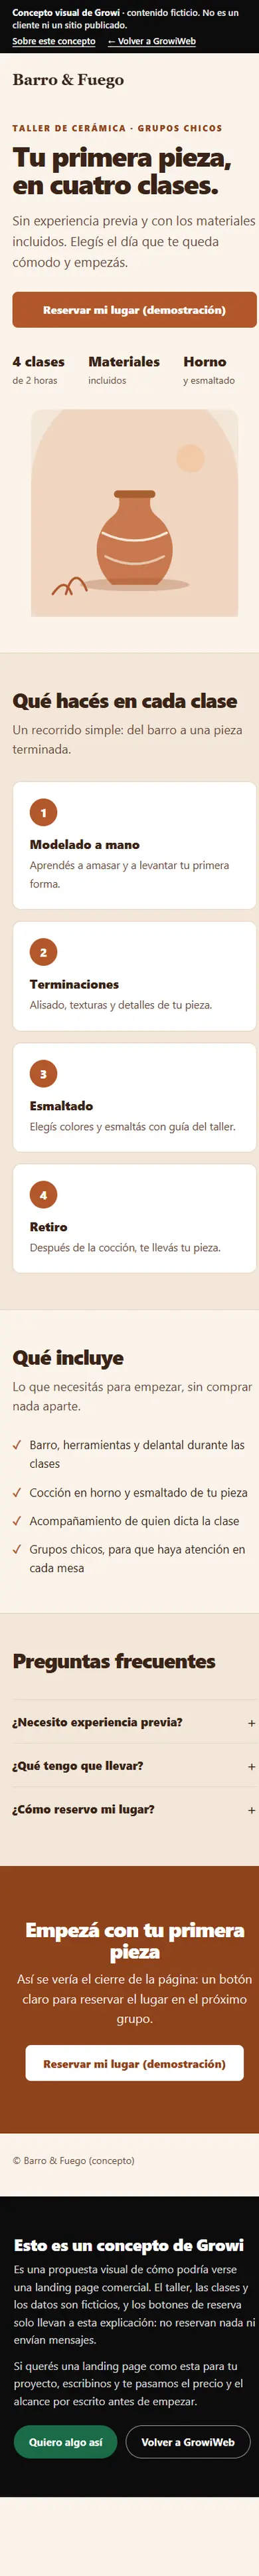 Concepto visual de Growi · contenido ficticio. No es un
cliente ni un sitio publicado.
Sobre este concepto ← Volver a GrowiWeb
Barro & Fuego
TALLER DE CERÁMICA · GRUPOS CHICOS
Tu primera pieza,
en cuatro clases.
Sin experiencia previa y con los materiales
incluidos. Elegís el día que te queda
cómodo y empezás.
Reservar mi lugar (demostración)
4 clases
de 2 horas
Materiales
incluidos
Horno
y esmaltado
Qué hacés en cada clase
Un recorrido simple: del barro a una pieza
terminada.
1
Modelado a mano
Aprendés a amasar y a levantar tu primera
forma.
2
Terminaciones
Alisado, texturas y detalles de tu pieza.
3
Esmaltado
Elegís colores y esmaltás con guía del taller.
4
Retiro
Después de la cocción, te llevás tu pieza.
Qué incluye
Lo que necesitás para empezar, sin comprar
nada aparte.
✓ Barro, herramientas y delantal durante las
clases
✓ Cocción en horno y esmaltado de tu pieza
✓ Acompañamiento de quien dicta la clase
✓ Grupos chicos, para que haya atención en
cada mesa
Preguntas frecuentes
¿Necesito experiencia previa? +
¿Qué tengo que llevar? +
¿Cómo reservo mi lugar? +
Empezá con tu primera
pieza
Así se vería el cierre de la página: un botón
claro para reservar el lugar en el próximo
grupo.
Reservar mi lugar (demostración)
© Barro & Fuego (concepto)
Esto es un concepto de Growi
Es una propuesta visual de cómo podría verse
una landing page comercial. El taller, las clases y
los datos son ficticios, y los botones de reserva
solo llevan a esta explicación: no reservan nada ni
envían mensajes.
Si querés una landing page como esta para tu
proyecto, escribinos y te pasamos el precio y el
alcance por escrito antes de empezar.
Quiero algo así
Volver a GrowiWeb